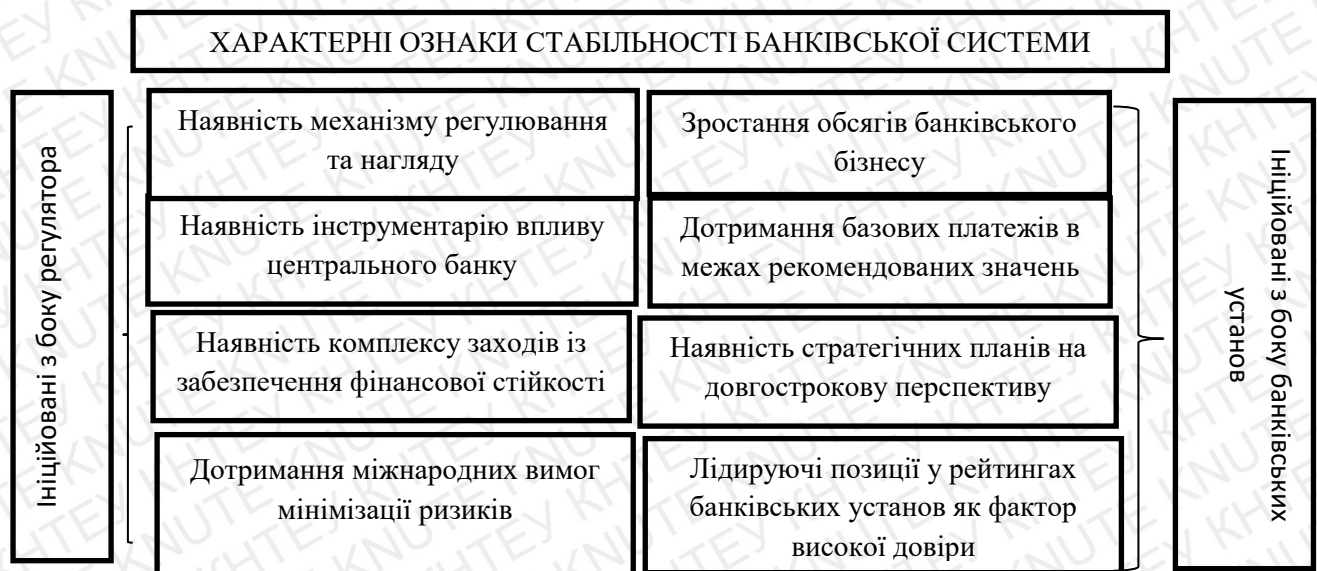 ХАРАКТЕРНІ ОЗНАКИ СТАБІЛЬНОСТІ БАНКІВСЬКОЇ СИСТЕМИ
Ініційовані з боку регулятора
Наявність механізму регулювання
та нагляду
Наявність інструментарію впливу
центрального банку
Наявність комплексу заходів із
забезпечення фінансової стійкості
Дотримання міжнародних вимог
мінімізації ризиків
Зростання обсягів банківського
бізнесу
Дотримання базових платежів в
межах рекомендованих значень
Наявність стратегічних планів на
довгострокову перспективу
Лідируючі позиції у рейтингах
банківських установ як фактор
високої довіри
Ініційовані з боку банківських
установ